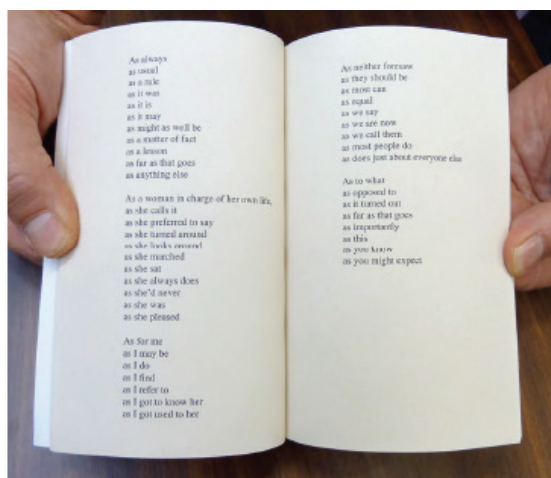 As always
as usual
as a rule
as it was
as it is
as it may
as might as well be
as a matter of fact
as a lesson
as far as that goes
as anything else
As a woman in charge of her own life,
as she calls it
as she preferred to say
as she turned around
as she looks around
as she marched
as she sat
as she always does
as she'd never
as she was
as she pleased
As for me
as I may be
as I do
as I find
as I refer to
as I got to know her
as I got used to her
As neither foresaw
as they should be
as most can
as equal
as we say
as we are now
as we call them
as most people do
as does just about everyone else
As to what
as opposed to
as it turned out
as far as that goes
as importantly
as this
as you know
as you might expect